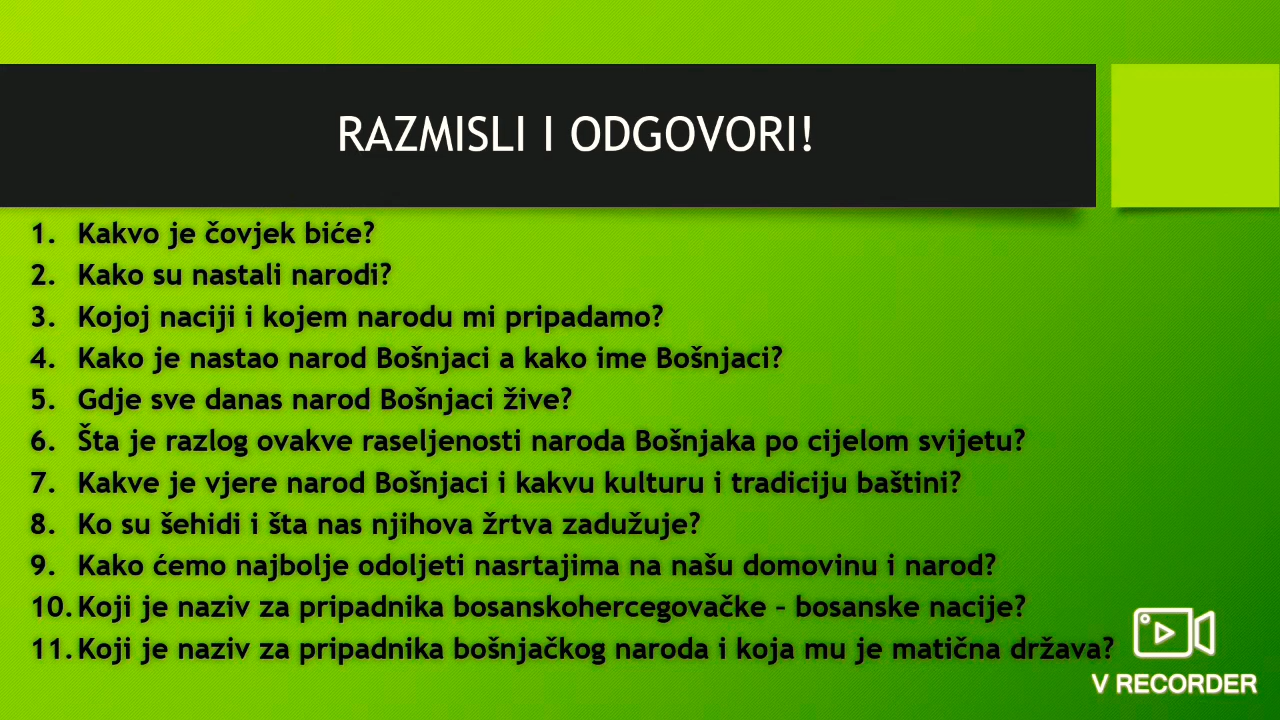 RAZMISLI I ODGOVORI!
1. Kakvo je čovjek biće?
2. Kako su nastali narodi?
3. Kojoj naciji i kojem narodu mi pripadamo?
4. Kako je nastao narod Bošnjaci a kako ime Bošnjaci?
5. Gdje sve danas narod Bošnjaci žive?
6. Šta je razlog ovakve raseljenosti naroda Bošnjaka po cijelom svijetu?
7. Kakve je vjere narod Bošnjaci i kakvu kulturu i tradiciju baštini?
8. Ko su šehidi i šta nas njihova žrtva zadužuje?
9. Kako ćemo najbolje odoljeti nasrtajima na našu domovinu i narod?
10. Koji je naziv za pripadnika bosanskohercegovačke – bosanske nacije?
11. Koji je naziv za pripadnika bošnjačkog naroda i koja mu je matična država?
V RECORDER